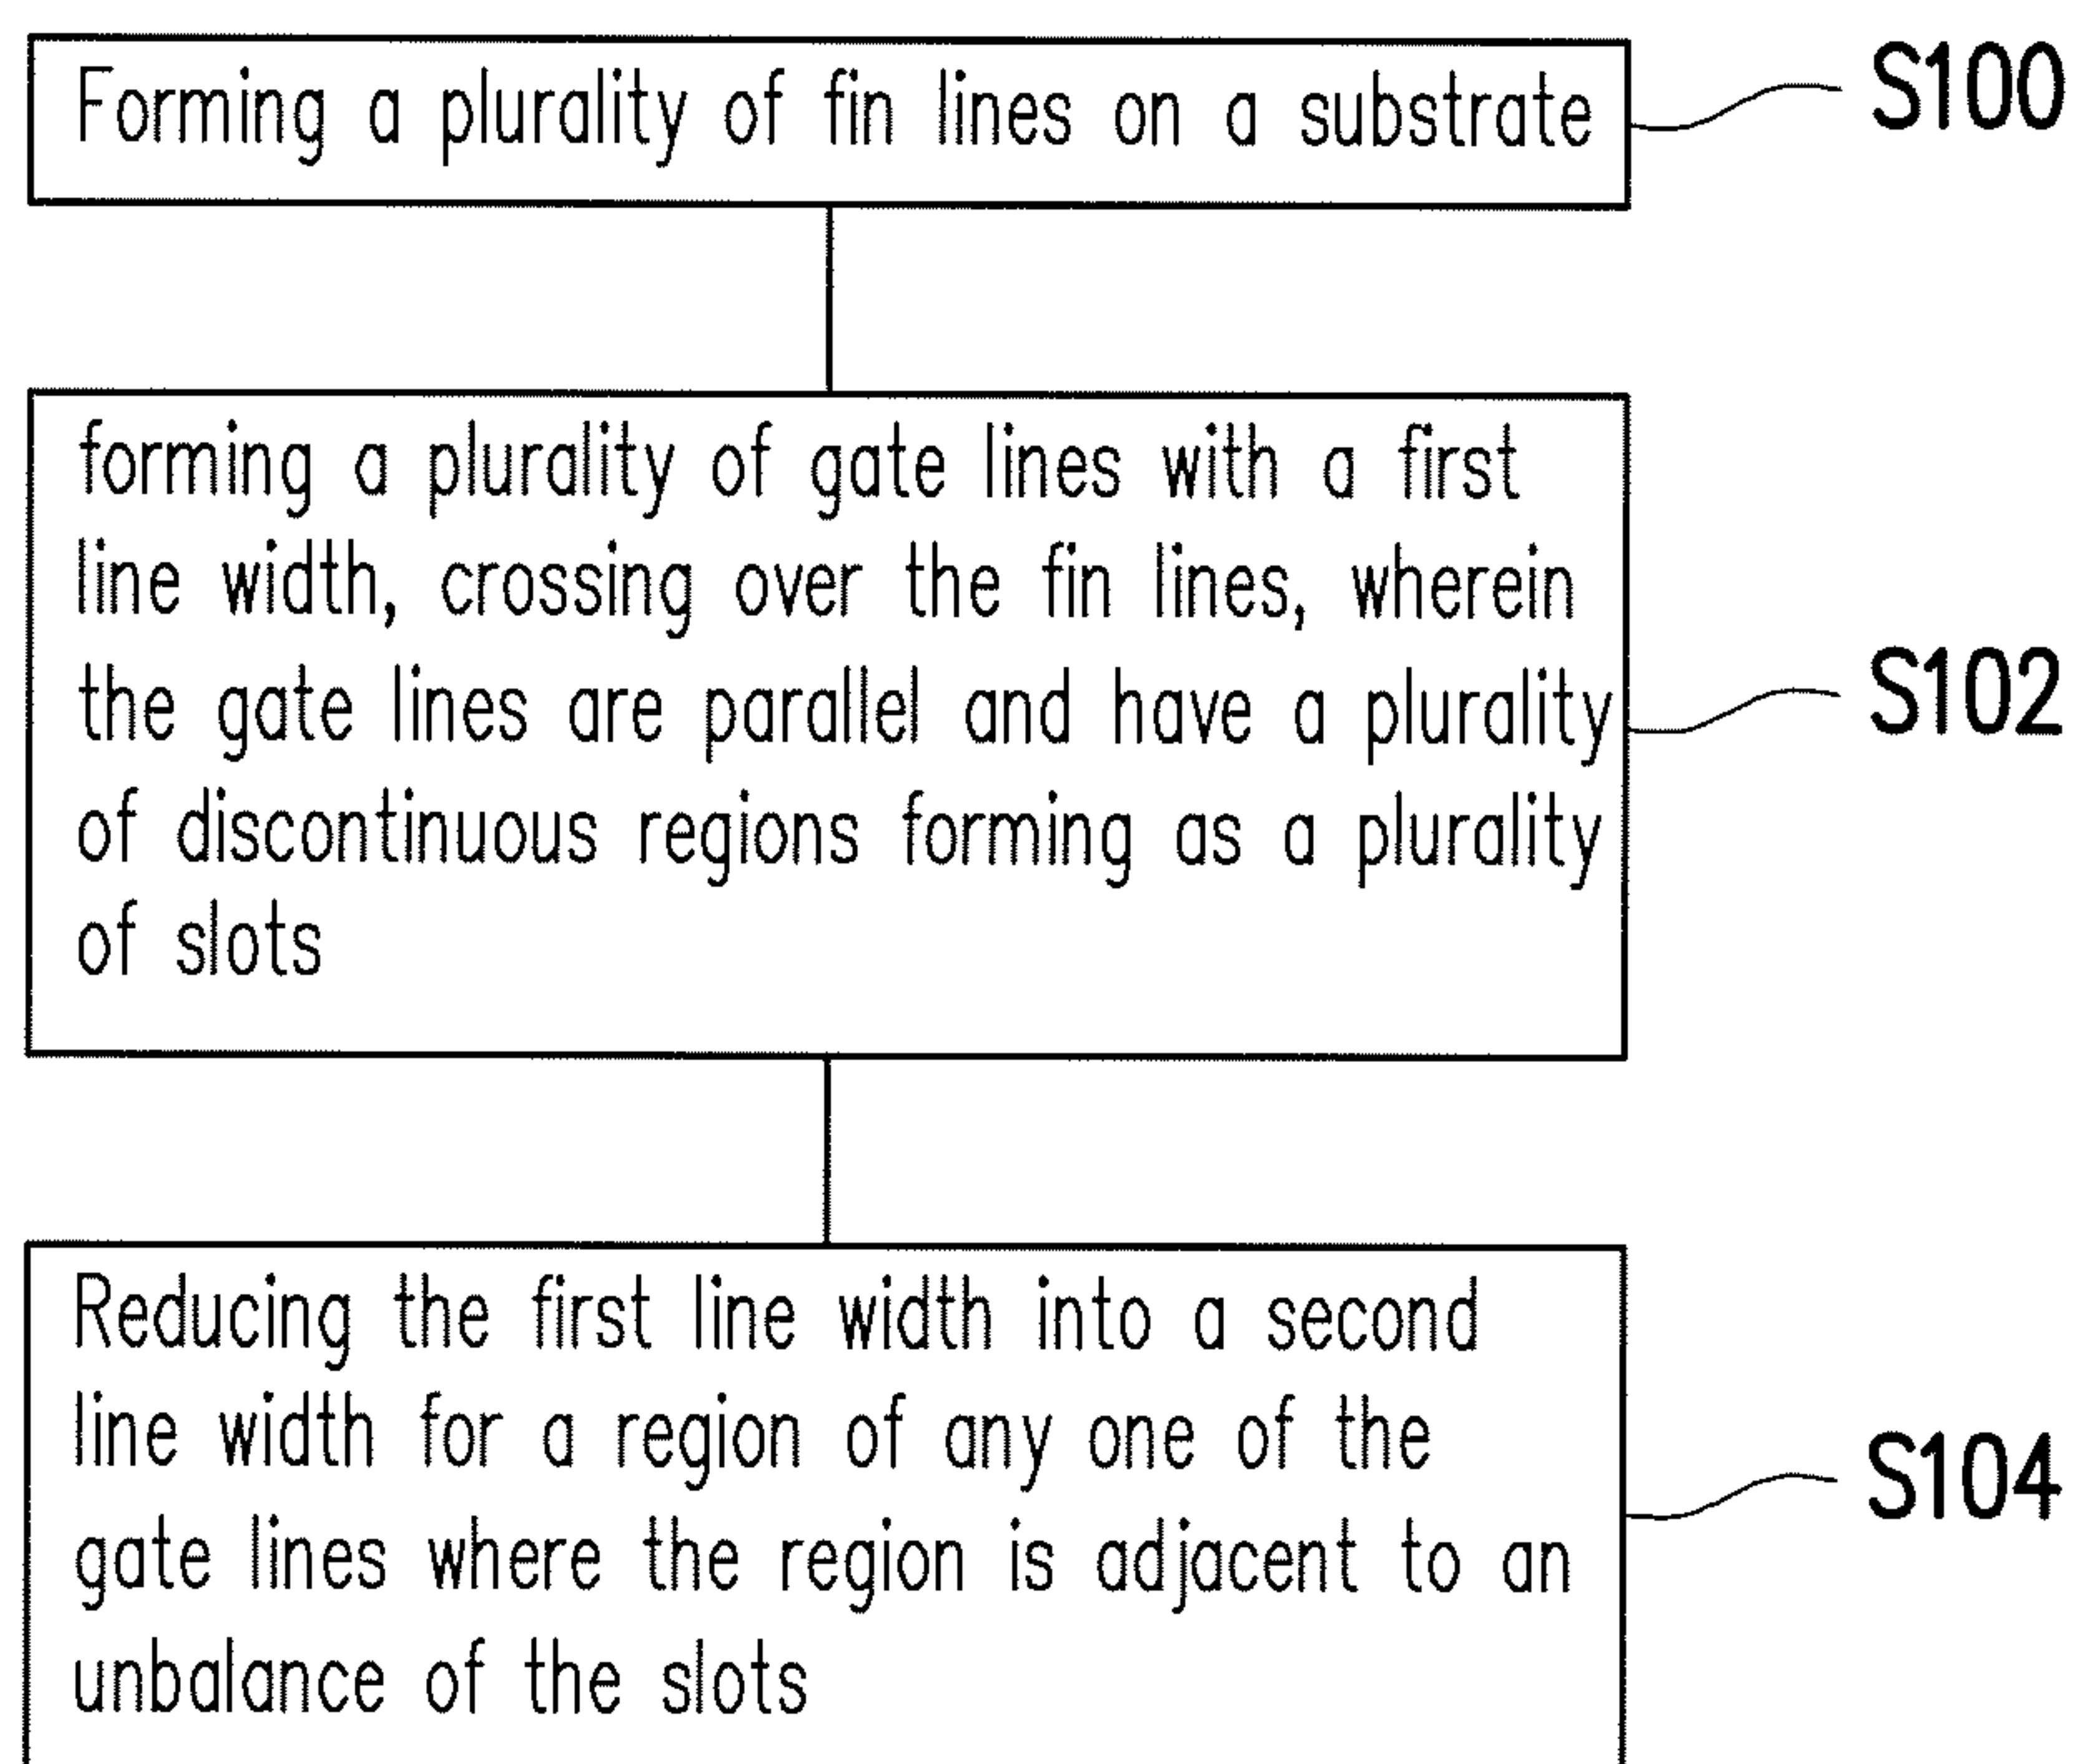 Forming a plurality of fin lines on a substrate
S100
forming a plurality of gate lines with a first
line width, crossing over the fin lines, wherein
the gate lines are parallel and have a plurality
of discontinuous regions forming as a plurality
of slots
S102
Reducing the first line width into a second
line width for a region of any one of the
gate lines where the region is adjacent to an
unbalance of the slots
S104